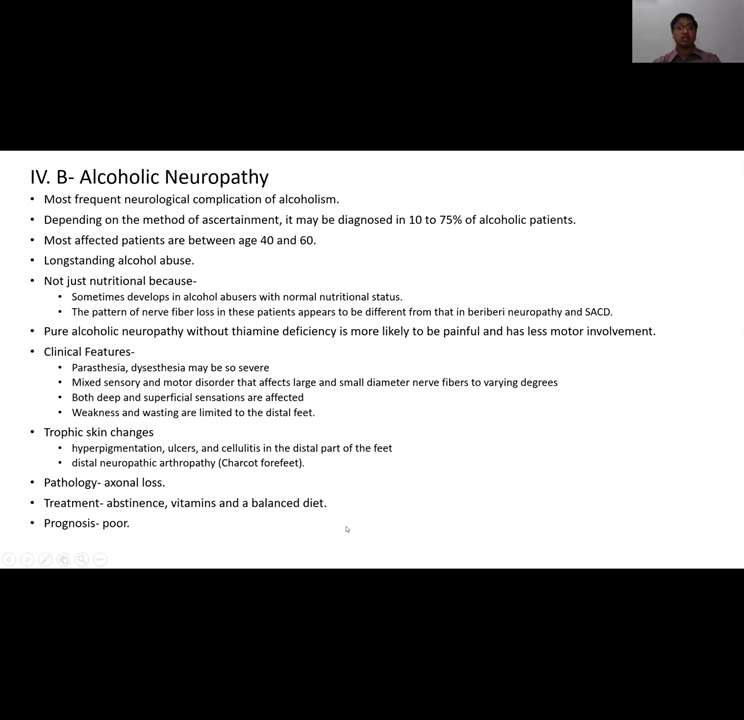 IV. B- Alcoholic Neuropathy
• Most frequent neurological complication of alcoholism.
• Depending on the method of ascertainment, it may be diagnosed in 10 to 75% of alcoholic patients.
• Most affected patients are between age 40 and 60.
• Longstanding alcohol abuse.
• Not just nutritional because-
• Sometimes develops in alcohol abusers with normal nutritional status.
• The pattern of nerve fiber loss in these patients appears to be different from that in beriberi neuropathy and SACD.
• Pure alcoholic neuropathy without thiamine deficiency is more likely to be painful and has less motor involvement.
• Clinical Features-
• Parasthesia, dysesthesia may be so severe
• Mixed sensory and motor disorder that affects large and small diameter nerve fibers to varying degrees
• Both deep and superficial sensations are affected
• Weakness and wasting are limited to the distal feet.
• Trophic skin changes
• hyperpigmentation, ulcers, and cellulitis in the distal part of the feet
• distal neuropathic arthropathy (Charcot forefeet).
• Pathology- axonal loss.
• Treatment- abstinence, vitamins and a balanced diet.
• Prognosis- poor.